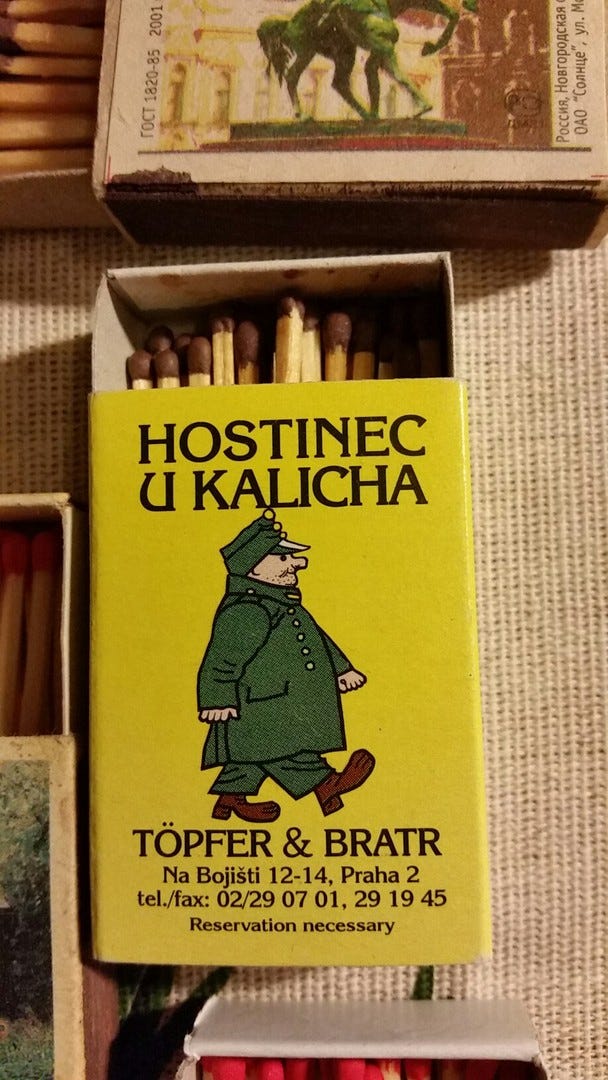 ГОСТ 1820-85 2001
Россия, Новгородская
ОАО "Солнце", ул.
HOSTINEC
U KALICHA
TÖPFER & BRATR
Na Bojišti 12-14, Praha 2
tel./fax: 02/29 07 01, 29 19 45
Reservation necessary